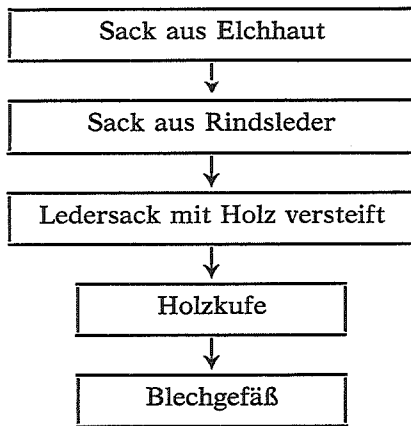 Sack aus Elchhaut
Sack aus Rindsleder
Ledersack mit Holz versteift
Holzkufe
Blechgefäß